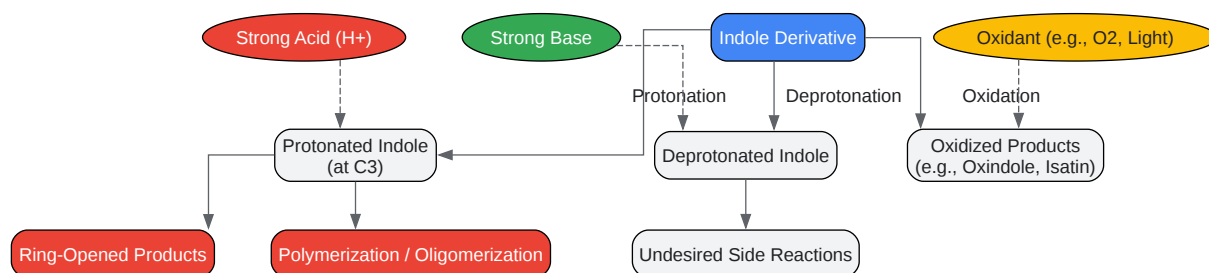 Strong Acid (H+)
Strong Base
Indole Derivative
Oxidant (e.g., O2, Light)
Protonation
Deprotonation
Oxidation
Protonated Indole
(at C3)
Deprotonated Indole
Oxidized Products
(e.g., Oxindole, Isatin)
Ring-Opened Products
Polymerization / Oligomerization
Undesired Side Reactions